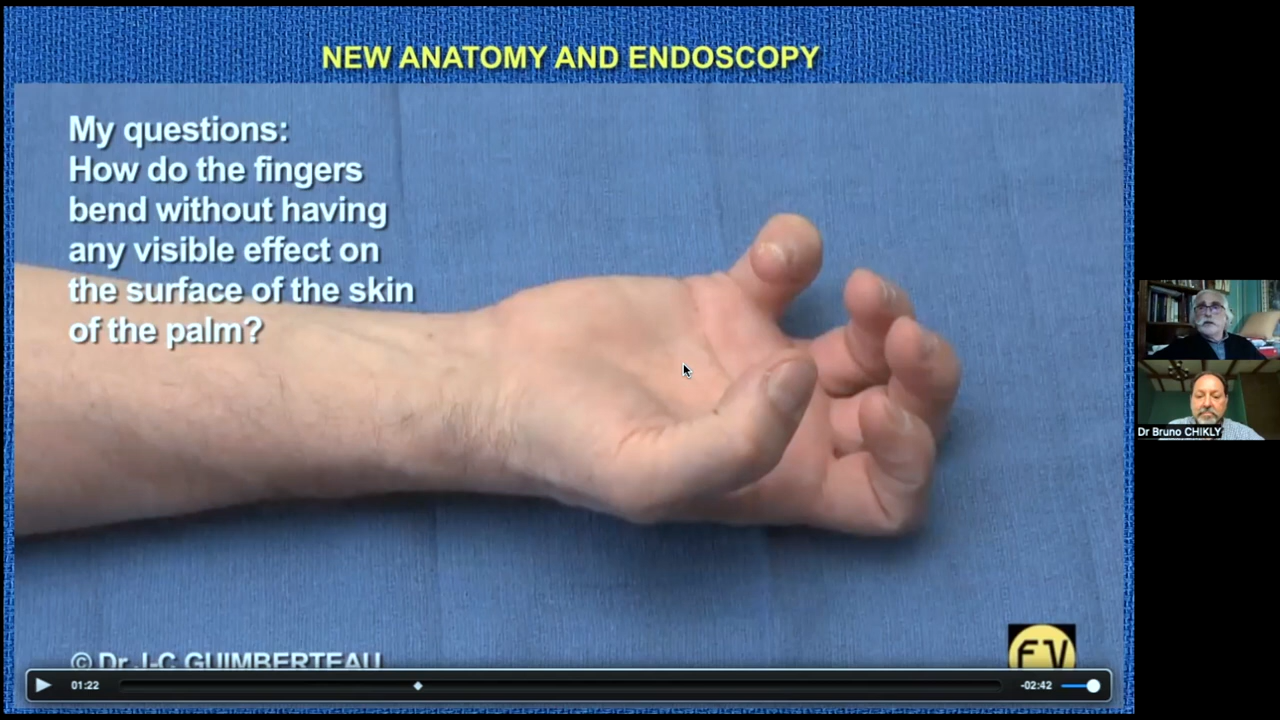 NEW ANATOMY AND ENDOSCOPY
My questions:
How do the fingers
bend without having
any visible effect on
the surface of the skin
of the palm?
© Dr J-C GUIMBERTEAU
EV
01:22
-02:42
Dr Bruno CHIKLY